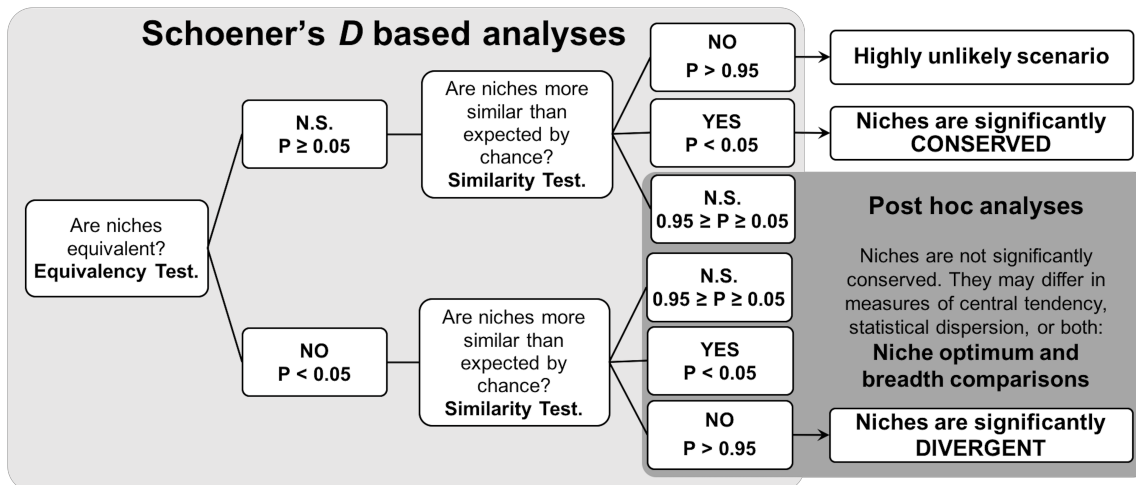 Schoener's D based analyses
Are niches
equivalent?
Equivalency Test.
N.S.
P ≥ 0.05
NO
P < 0.05
Are niches more
similar than
expected by
chance?
Similarity Test.
Are niches more
similar than
expected by
chance?
Similarity Test.
NO
P > 0.95
YES
P < 0.05
N.S.
0.95 ≥ P ≥ 0.05
N.S.
0.95 ≥ P ≥ 0.05
YES
P < 0.05
NO
P > 0.95
Highly unlikely scenario
Niches are significantly
CONSERVED
Post hoc analyses
Niches are not significantly
conserved. They may differ in
measures of central tendency,
statistical dispersion, or both:
Niche optimum and
breadth comparisons
Niches are significantly
DIVERGENT